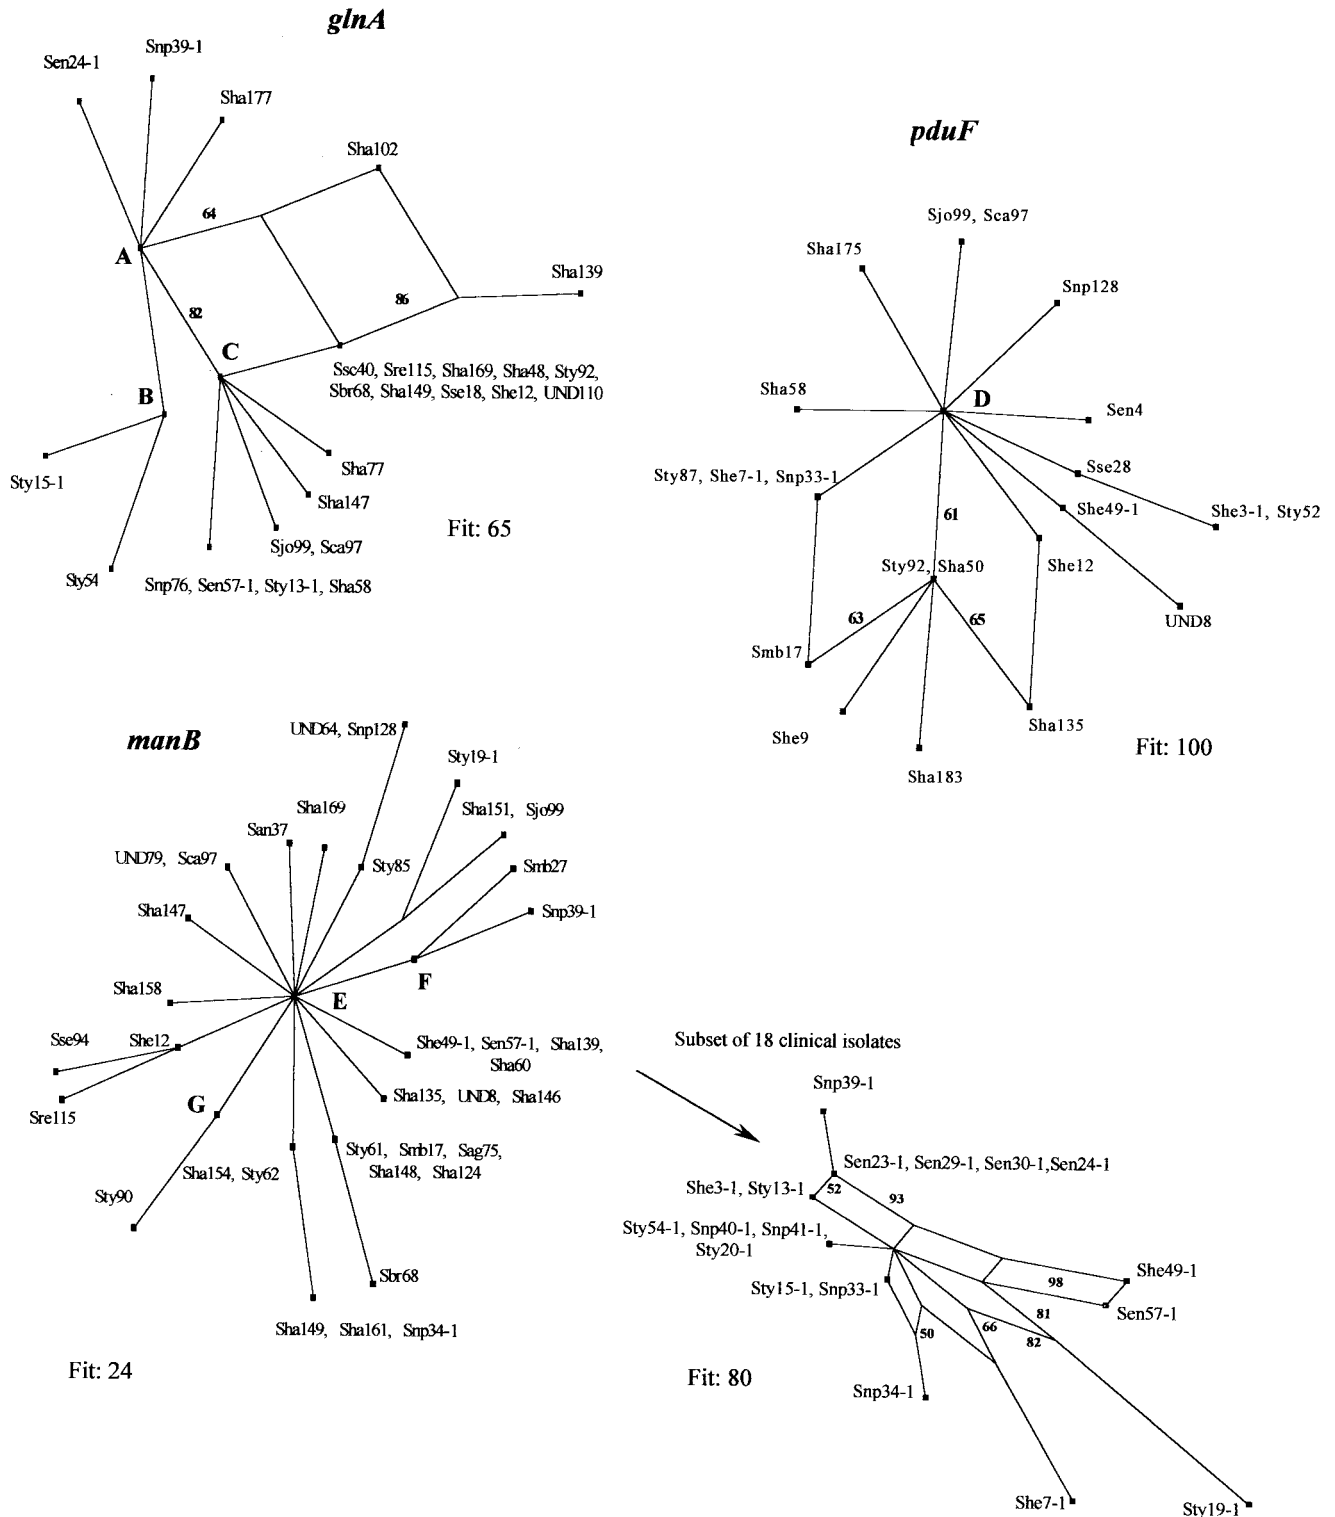 glnA
Snp39-1
Sen24-1
Sha177
Sha102
64
A
Sha139
86
82
C
Ssc40, Sre115, Sha169, Sha48, Sty92,
Sbr68, Sha149, Sse18, She12, UND110
B
Sha77
Sty15-1
Sha147
Sjo99, Sca97
Fit: 65
Sty54
Snp76, Sen57-1, Sty13-1, Sha58
pduF
Sjo99, Sca97
Sha175
Snp128
Sha58
D
Sen4
Sse28
Sty87, She7-1, Snp33-1
She49-1
She3-1, Sty52
61
Sty92, Sha50
She12
UND8
63
65
Smb17
Sha135
She9
Fit: 100
Sha183
manB
UND64, Snp128
Sty19-1
Sha169
Sha151, Sjo99
San37
UND79, Sca97
Sty85
Smb27
Sha147
Snp39-1
F
Sha158
E
Sse94
She12
She49-1, Sen57-1, Sha139,
Sha60
Sre115
G
Sha135, UND8, Sha146
Sty61, Smb17, Sag75,
Sha148, Sha124
Sha154, Sty62
Sty90
Sbr68
Sha149, Sha161, Snp34-1
Fit: 24
Subset of 18 clinical isolates
Snp39-1
Sen23-1, Sen29-1, Sen30-1,Sen24-1
She3-1, Sty13-1
52
93
Sty54-1, Snp40-1, Snp41-1,
Sty20-1
She49-1
98
Sty15-1, Snp33-1
Sen57-1
81
66
50
82
Fit: 80
Snp34-1
She7-1
Sty19-1